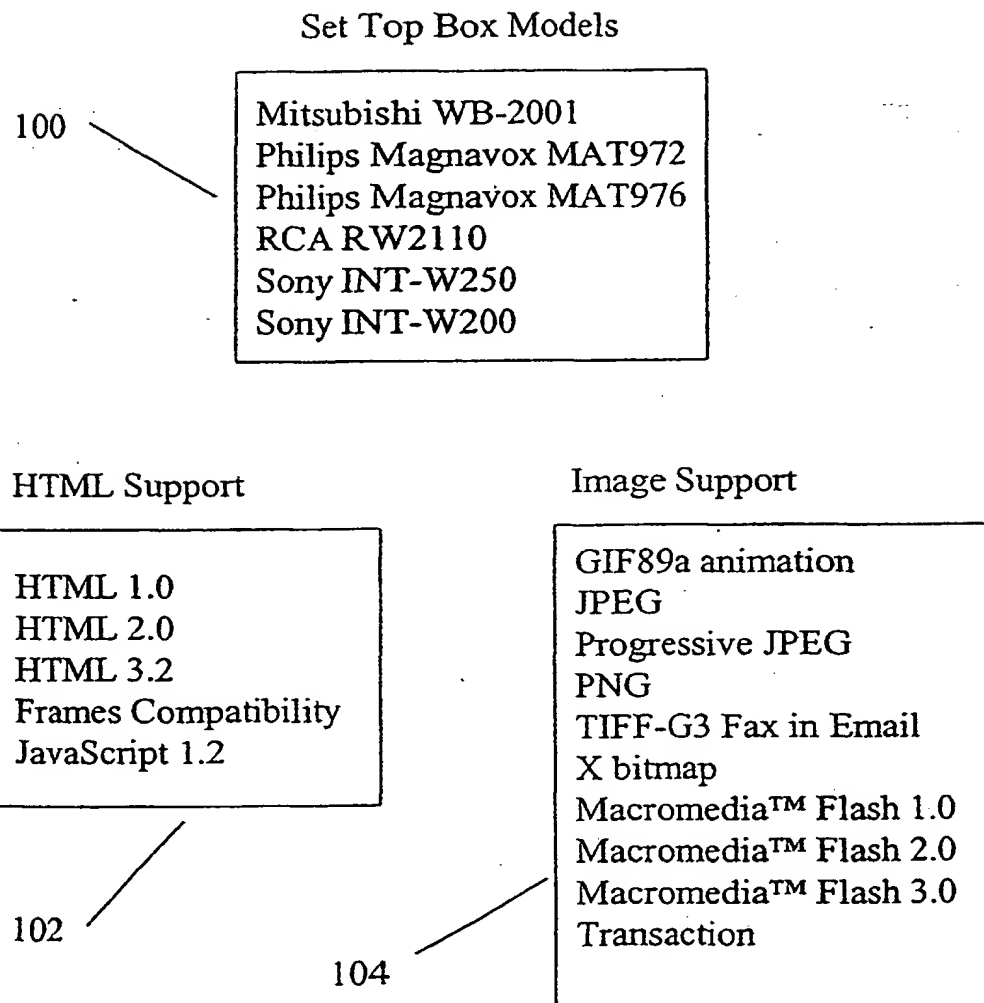 Set Top Box Models
100
Mitsubishi WB-2001
Philips Magnavox MAT972
Philips Magnavox MAT976
RCA RW2110
Sony INT-W250
Sony INT-W200
HTML Support
HTML 1.0
HTML 2.0
HTML 3.2
Frames Compatibility
JavaScript 1.2
102
Image Support
GIF89a animation
JPEG
Progressive JPEG
PNG
TIFF-G3 Fax in Email
X bitmap
Macromedia™ Flash 1.0
Macromedia™ Flash 2.0
Macromedia™ Flash 3.0
Transaction
104